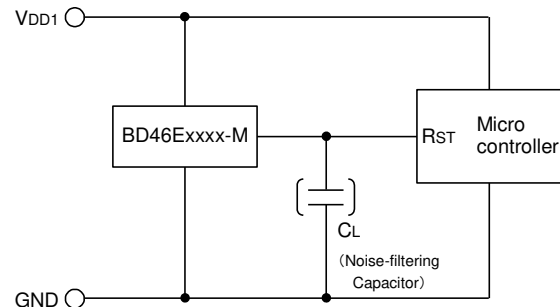 VDD1
BD46Exxxx-M
RST
Micro
controller
CL
（Noise-filtering
Capacitor）
GND